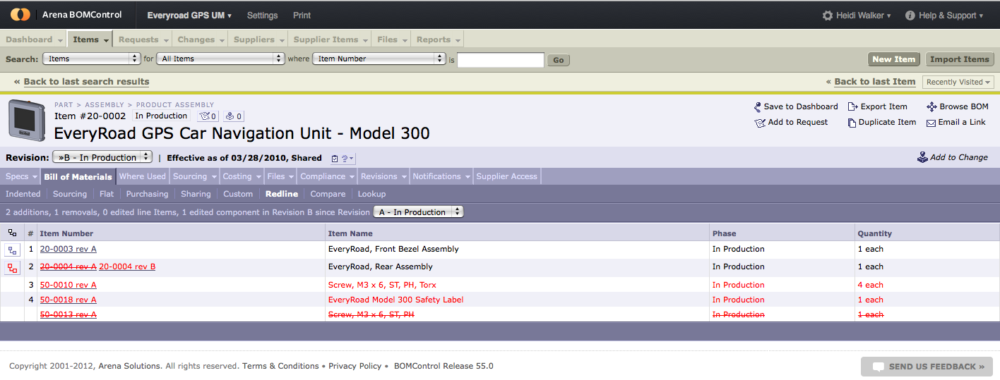 Arena BOMControl Everyroad GPS UM ▾ Settings Print Heidi Walker ▾ Help & Support ▾
Dashboard Items Requests Changes Suppliers Supplier Items Files Reports
Search: Items for All Items where Item Number is Go New Item Import Items
« Back to last search results « Back to last Item Recently Visited ▾
PART > ASSEMBLY > PRODUCT ASSEMBLY
Item #20-0002 In Production 0 0
EveryRoad GPS Car Navigation Unit - Model 300
Save to Dashboard Export Item Browse BOM
Add to Request Duplicate Item Email a Link
Revision: »B - In Production | Effective as of 03/28/2010, Shared Add to Change
Specs Bill of Materials Where Used Sourcing Costing Files Compliance Revisions Notifications Supplier Access
Indented Sourcing Flat Purchasing Sharing Custom Redline Compare Lookup
2 additions, 1 removals, 0 edited line Items, 1 edited component in Revision B since Revision A - In Production
# Item Number Item Name Phase Quantity
1 20-0003 rev A EveryRoad, Front Bezel Assembly In Production 1 each
2 20-0004 rev A 20-0004 rev B EveryRoad, Rear Assembly In Production 1 each
3 50-0010 rev A Screw, M3 x 6, ST, PH, Torx In Production 4 each
4 50-0018 rev A EveryRoad Model 300 Safety Label In Production 1 each
50-0013 rev A Screw, M3 x 6, ST, PH In Production 1 each
Copyright 2001-2012, Arena Solutions. All rights reserved. Terms & Conditions • Privacy Policy • BOMControl Release 55.0
SEND US FEEDBACK »